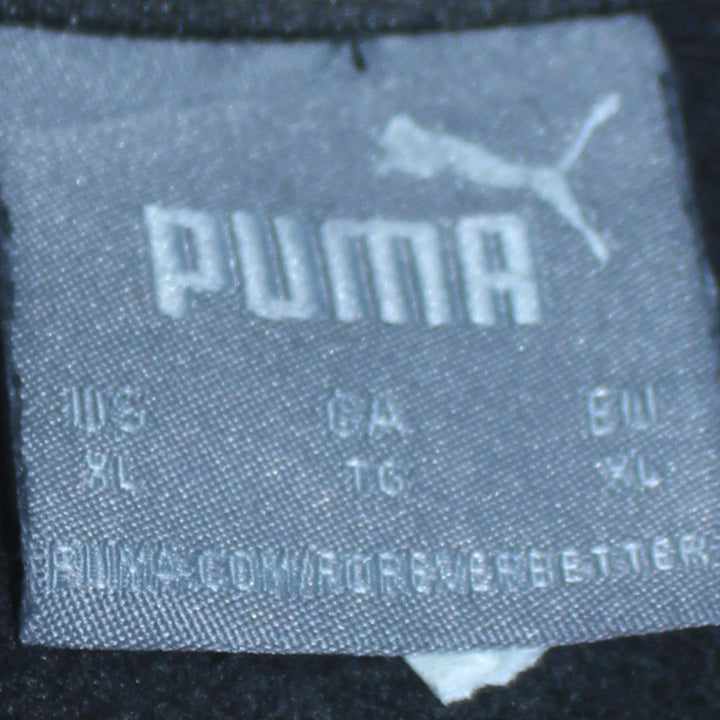 PUMA
US CA EU
XL TG XL
PUMA.COM/FOREVERBETTER